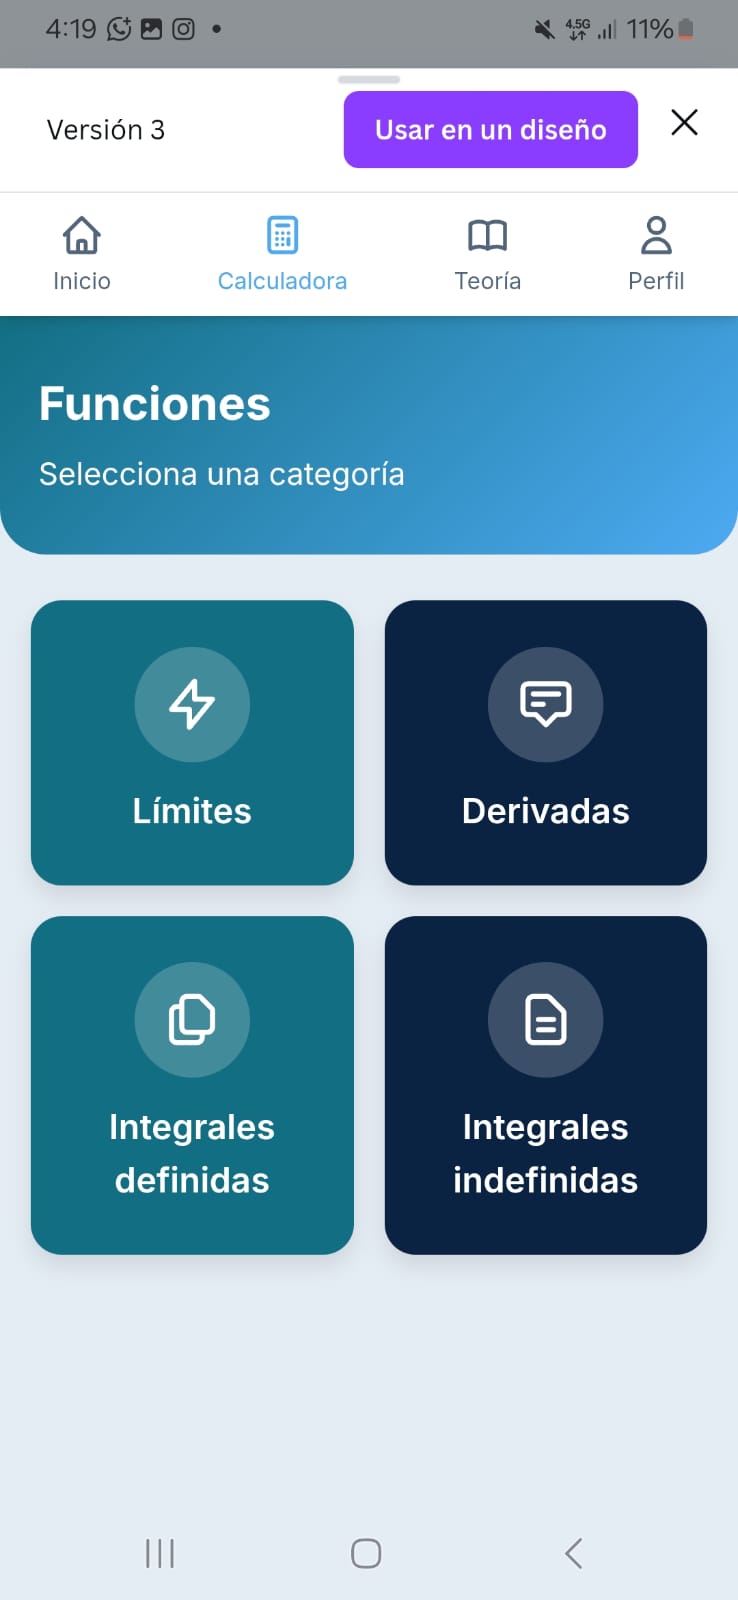 4:19
4.5G
11%
Versión 3
Usar en un diseño
Inicio
Calculadora
Teoría
Perfil
Funciones
Selecciona una categoría
Límites
Derivadas
Integrales
definidas
Integrales
indefinidas